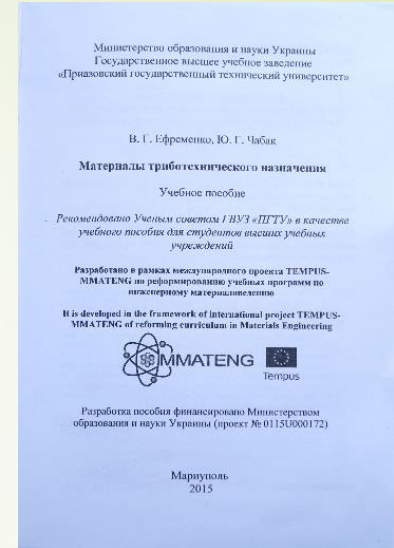 Министерство образования и науки Украины
Государственное высшее учебное заведение
«Приазовский государственный технический университет»
В. Г. Ефременко, Ю. Г. Чабак
Материалы триботехнического назначения
Учебное пособие
Рекомендовано Ученым советом ГВУЗ «ПГТУ» в качестве
учебного пособия для студентов высших учебных
учреждений
Разработано в рамках международного проекта TEMPUS-
MMATENG по реформированию учебных программ по
инженерному материаловедению
It is developed in the framework of international project TEMPUS-
MMATENG of reforming curriculum in Materials Engineering
MMATENG
Tempus
Разработка пособия финансировано Министерством
образования и науки Украины (проект № 0115U000172)
Мариуполь
2015